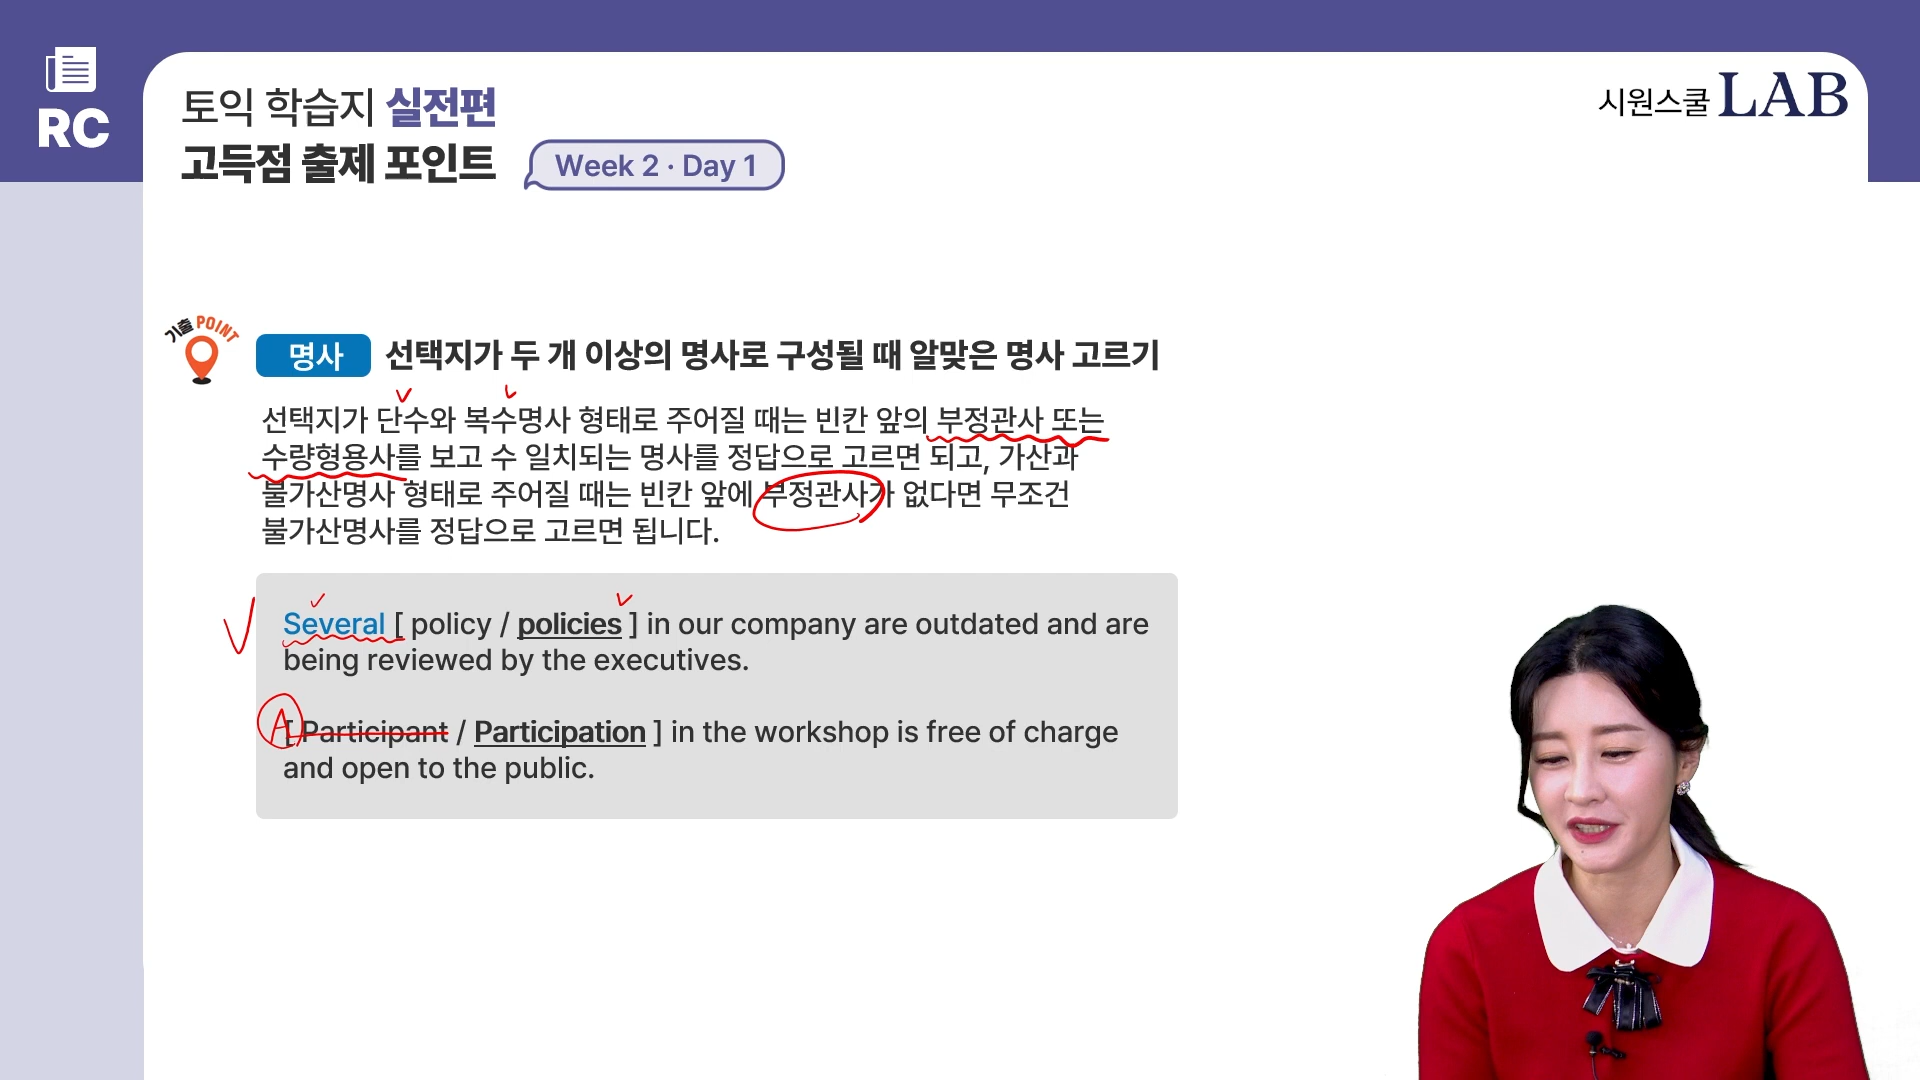 RC
토익 학습지 실전편
고득점 출제 포인트
Week 2 · Day 1
시원스쿨 LAB
기출 POINT
명사 선택지가 두 개 이상의 명사로 구성될 때 알맞은 명사 고르기
선택지가 단수와 복수명사 형태로 주어질 때는 빈칸 앞의 부정관사 또는
수량형용사를 보고 수 일치되는 명사를 정답으로 고르면 되고, 가산과
불가산명사 형태로 주어질 때는 빈칸 앞에 부정관사가 없다면 무조건
불가산명사를 정답으로 고르면 됩니다.
Several [ policy / policies ] in our company are outdated and are
being reviewed by the executives.
A
[ Participant / Participation ] in the workshop is free of charge
and open to the public.